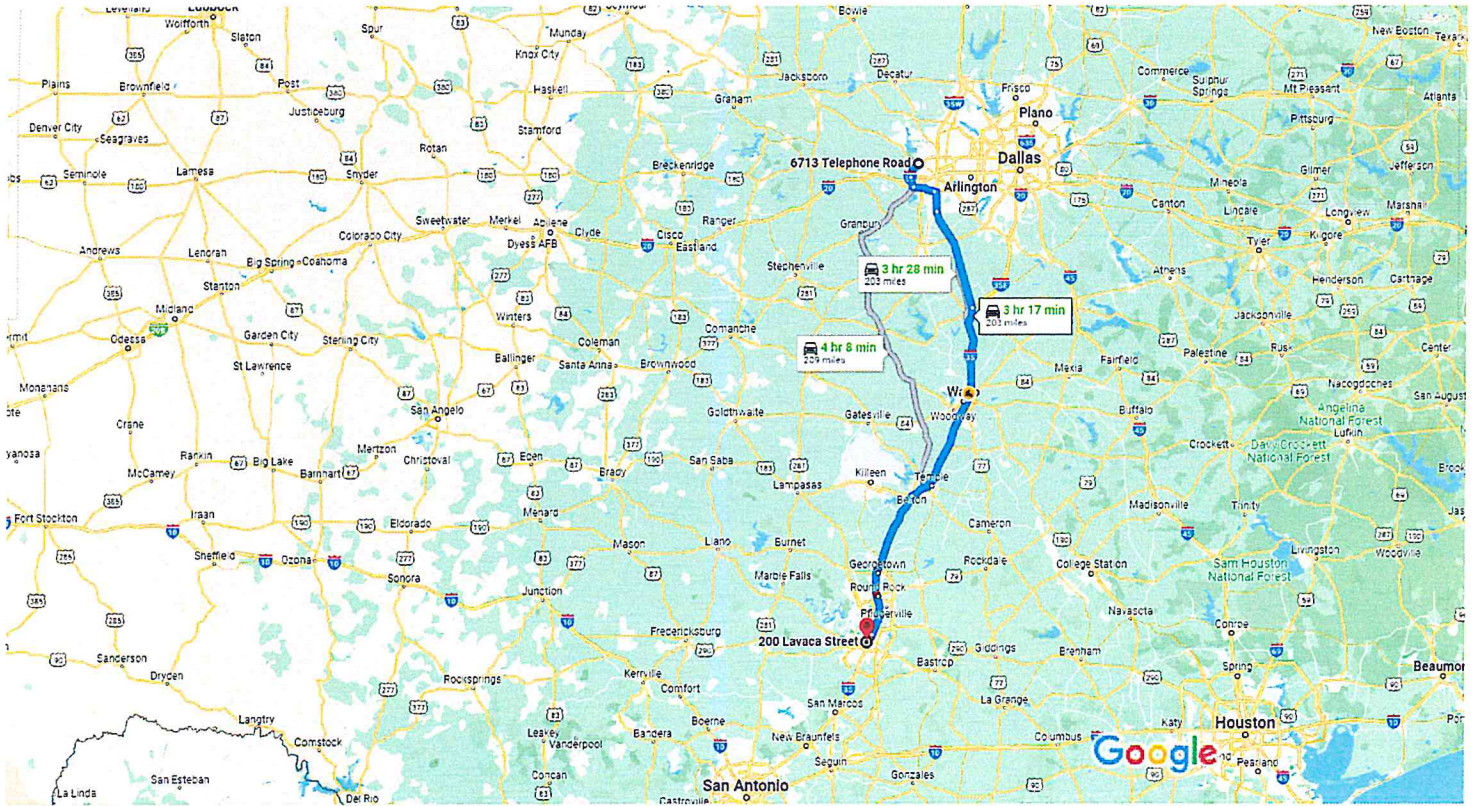 Levelland
Lubbock
Wolfforth
Slaton
Spur
Munday
Knox City
Seymour
Bowie
New Boston
Plains
Brownfield
Post
Justiceburg
Haskell
Graham
Jacksboro
Decatur
Frisco
Plano
Commerce
Sulphur
Springs
Mt Pleasant
Atlanta
Pittsburg
Denver City
Seagraves
Stamford
Rotan
Seminole
Lamesa
Snyder
Breckenridge
6713 Telephone Road
Dallas
Arlington
Mineola
Gilmer
Jefferson
Sweetwater
Merkel
Abilene
Dyess AFB
Clyde
Cisco
Eastland
Ranger
Granbury
Canton
Lindale
Longview
Marshall
Kilgore
Tyler
Andrews
Lenorah
Big Spring
Coahoma
Colorado City
Stanton
Midland
Odessa
Stephenville
3 hr 28 min
203 miles
3 hr 17 min
203 miles
4 hr 8 min
209 miles
Athens
Henderson
Carthage
Jacksonville
Garden City
Sterling City
St Lawrence
Winters
Ballinger
Coleman
Santa Anna
Brownwood
Comanche
Fairfield
Palestine
Rusk
Center
Mexia
Nacogdoches
San August
Monahans
Crane
San Angelo
Goldthwaite
Gatesville
Woodway
Buffalo
Angelina
National Forest
Lufkin
Crockett
Davy Crockett
National Forest
Rankin
McCamey
Big Lake
Barnhart
Mertzon
Christoval
Eden
Brady
San Saba
Lampasas
Killeen
Temple
Belton
Madisonville
Trinity
Fort Stockton
Iraan
Sheffield
Ozona
Eldorado
Menard
Mason
Llano
Burnet
Cameron
Georgetown
Rockdale
College Station
Livingston
Woodville
Sam Houston
National Forest
Sonora
Junction
Marble Falls
Round Rock
Pflugerville
Navasota
Conroe
Fredericksburg
200 Lavaca Street
Giddings
Bastrop
Brenham
Spring
Beaumont
Sanderson
Dryden
Rocksprings
Kerrville
Comfort
La Grange
San Marcos
Langtry
Comstock
Leakey
Vanderpool
Bandera
Boerne
New Braunfels
Columbus
Katy
Houston
Google
Pearland
San Esteban
La Linda
Del Rio
Concan
San Antonio
Castroville
Seguin
Gonzales